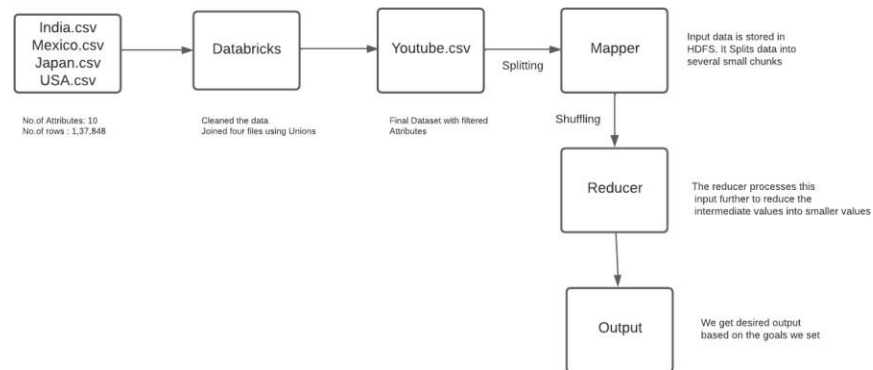 India.csv
Mexico.csv
Japan.csv
USA.csv
Databricks
Youtube.csv
Splitting
Mapper
Input data is stored in
HDFS. It Splits data into
several small chunks
No.of Attributes: 10
No.of rows : 1,37,848
Cleaned the data
Joined four files using Unions
Final Dataset with filtered
Attributes
Shuffling
Reducer
The reducer processes this
input further to reduce the
intermediate values into smaller values
Output
We get desired output
based on the goals we set